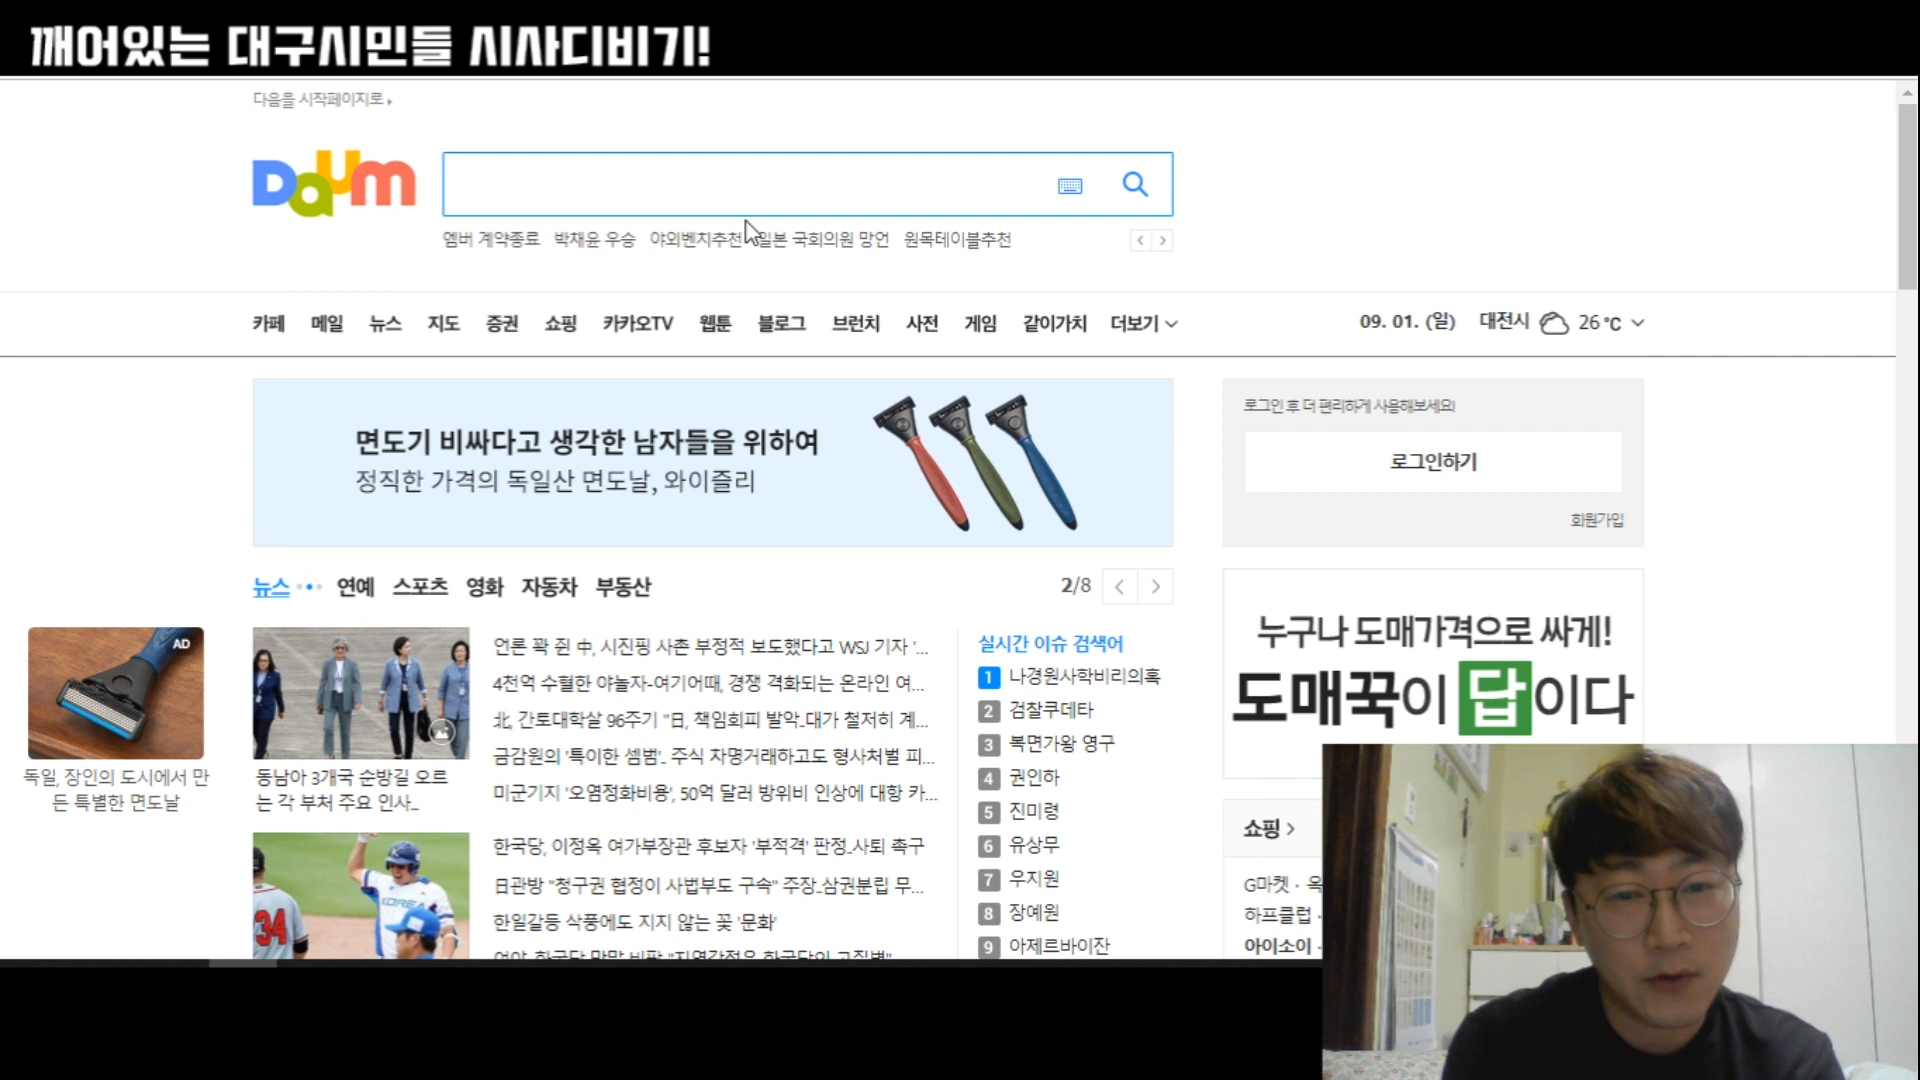 깨어있는 대구시민들 시사디비기!
다음을 시작페이지로
Daum
엠버 계약종료 박채윤 우승 야외벤치추천 일본 국회의원 망언 원목테이블추천
카페 메일 뉴스 지도 증권 쇼핑 카카오TV 웹툰 블로그 브런치 사전 게임 같이가치 더보기
09. 01. (일) 대전시 26℃
면도기 비싸다고 생각한 남자들을 위하여
정직한 가격의 독일산 면도날, 와이즐리
로그인 후 더 편리하게 사용해보세요!
로그인하기
회원가입
뉴스 연예 스포츠 영화 자동차 부동산
2/8
AD
독일, 장인의 도시에서 만
든 특별한 면도날
동남아 3개국 순방길 오르
는 각 부처 주요 인사...
34
KOREA
언론 꽉 쥔 中, 시진핑 사촌 부정적 보도했다고 WSJ 기자 '...
4천억 수혈한 야놀자-여기어때, 경쟁 격화되는 온라인 여...
北, 간토대학살 96주기 "日, 책임회피 발악..대가 철저히 계...
금감원의 '특이한 셈범'.. 주식 차명거래하고도 형사처벌 피...
미군기지 '오염정화비용', 50억 달러 방위비 인상에 대항 카...
한국당, 이정옥 여가부장관 후보자 '부적격' 판정..사퇴 촉구
日관방 "청구권 협정이 사법부도 구속" 주장..삼권분립 무...
한일갈등 삭풍에도 지지 않는 꽃 '문화'
실시간 이슈 검색어
1 나경원사학비리의혹
2 검찰쿠데타
3 복면가왕 영구
4 권인하
5 진미령
6 유상무
7 우지원
8 장예원
9 아제르바이잔
누구나 도매가격으로 싸게!
도매꾹이 답이다
쇼핑
G마켓 · 옥
하프클럽 ·
아이소이 ·